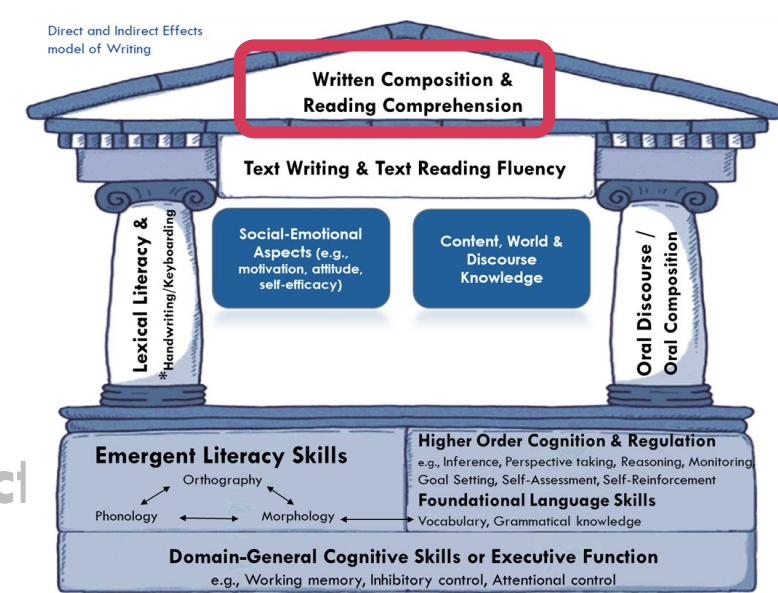 Direct and Indirect Effects
model of Writing
Written Composition &
Reading Comprehension
Text Writing & Text Reading Fluency
Lexical Literacy &
*Handwriting/Keyboarding
Social-Emotional
Aspects (e.g.,
motivation, attitude,
self-efficacy)
Content, World &
Discourse
Knowledge
Oral Discourse /
Oral Composition
Emergent Literacy Skills
Orthography
Phonology
Morphology
Higher Order Cognition & Regulation
e.g., Inference, Perspective taking, Reasoning, Monitoring,
Goal Setting, Self-Assessment, Self-Reinforcement
Foundational Language Skills
Vocabulary, Grammatical knowledge
Domain-General Cognitive Skills or Executive Function
e.g., Working memory, Inhibitory control, Attentional control